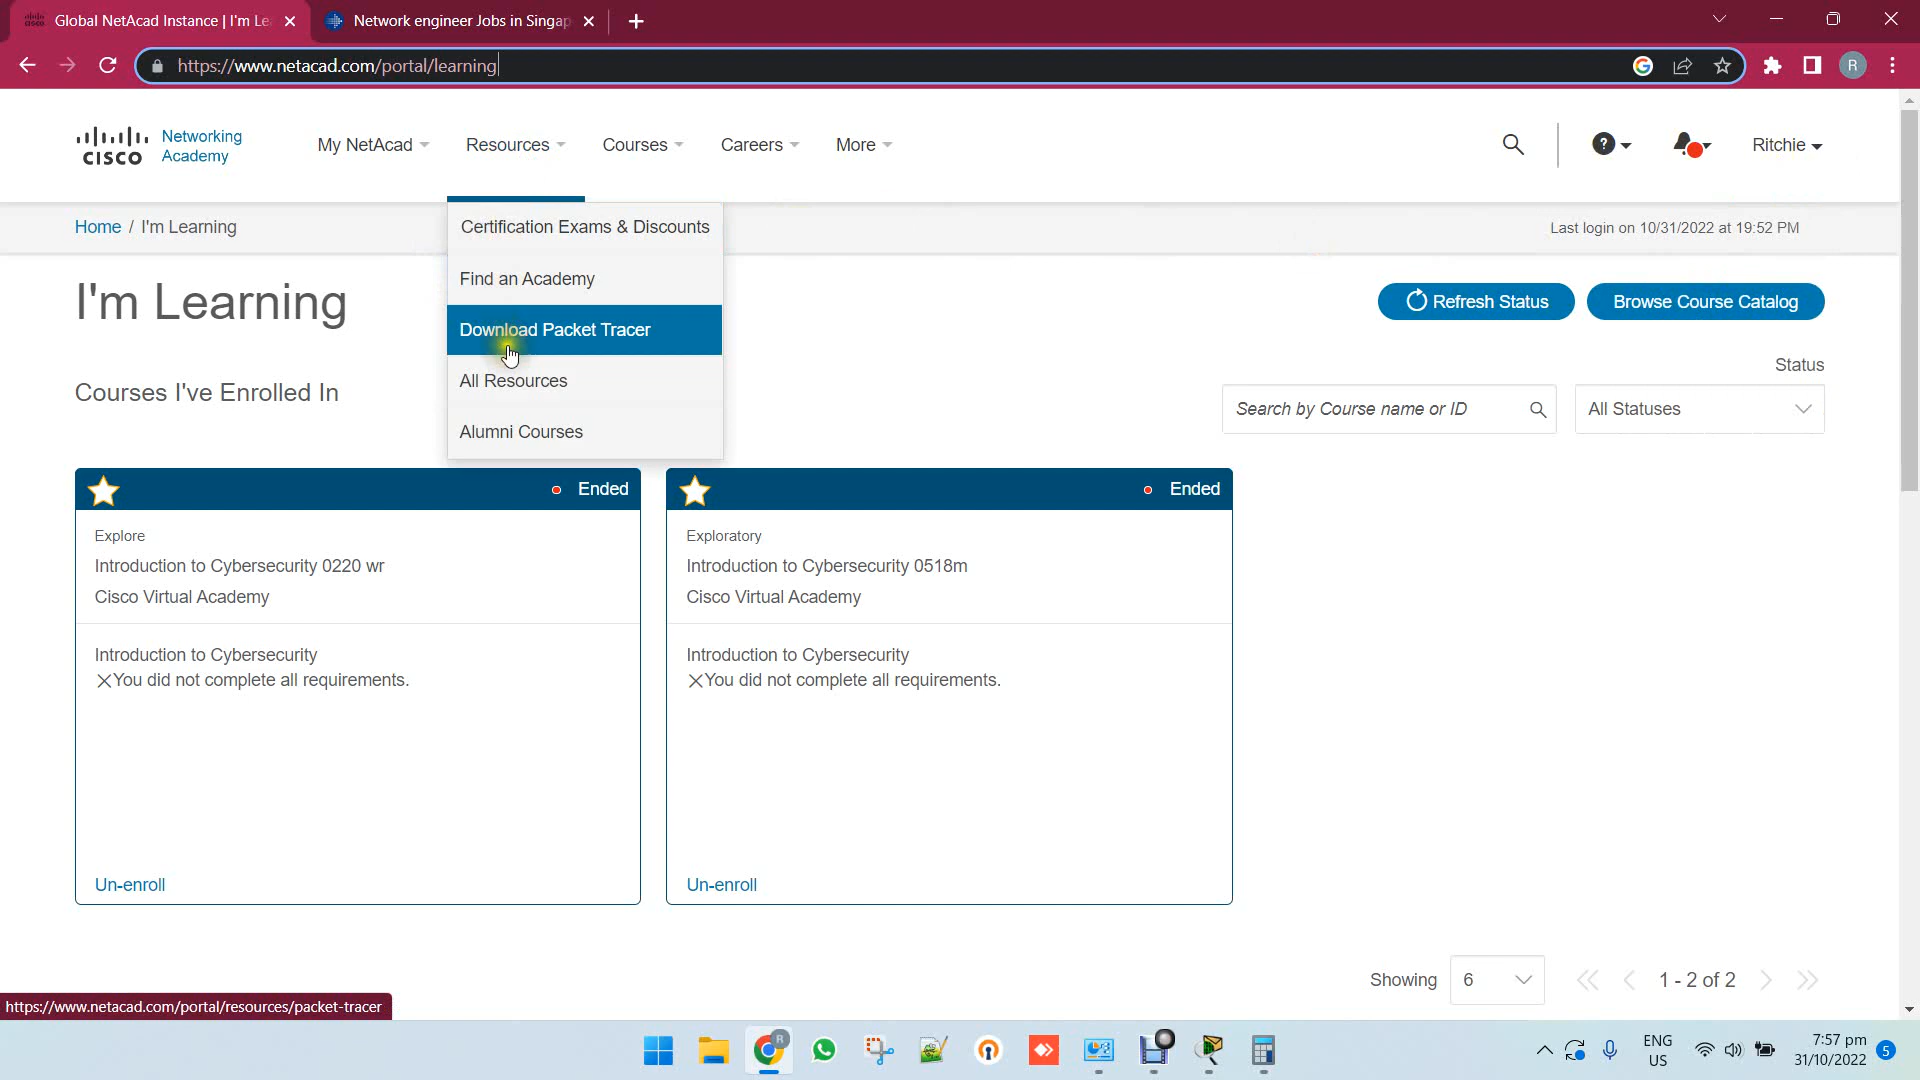 Global NetAcad Instance | I'm Le
Network engineer Jobs in Singap
https://www.netacad.com/portal/learning
R
CISCO
Networking
Academy
My NetAcad
Resources
Courses
Careers
More
?
Ritchie
Home / I'm Learning
Last login on 10/31/2022 at 19:52 PM
Certification Exams & Discounts
Find an Academy
Download Packet Tracer
All Resources
Alumni Courses
I'm Learning
Refresh Status
Browse Course Catalog
Status
Courses I've Enrolled In
Search by Course name or ID
All Statuses
Ended
Explore
Introduction to Cybersecurity 0220 wr
Cisco Virtual Academy
Introduction to Cybersecurity
You did not complete all requirements.
Un-enroll
Ended
Exploratory
Introduction to Cybersecurity 0518m
Cisco Virtual Academy
Introduction to Cybersecurity
You did not complete all requirements.
Un-enroll
Showing
6
1 - 2 of 2
https://www.netacad.com/portal/resources/packet-tracer
R
ENG
US
7:57 pm
31/10/2022
5